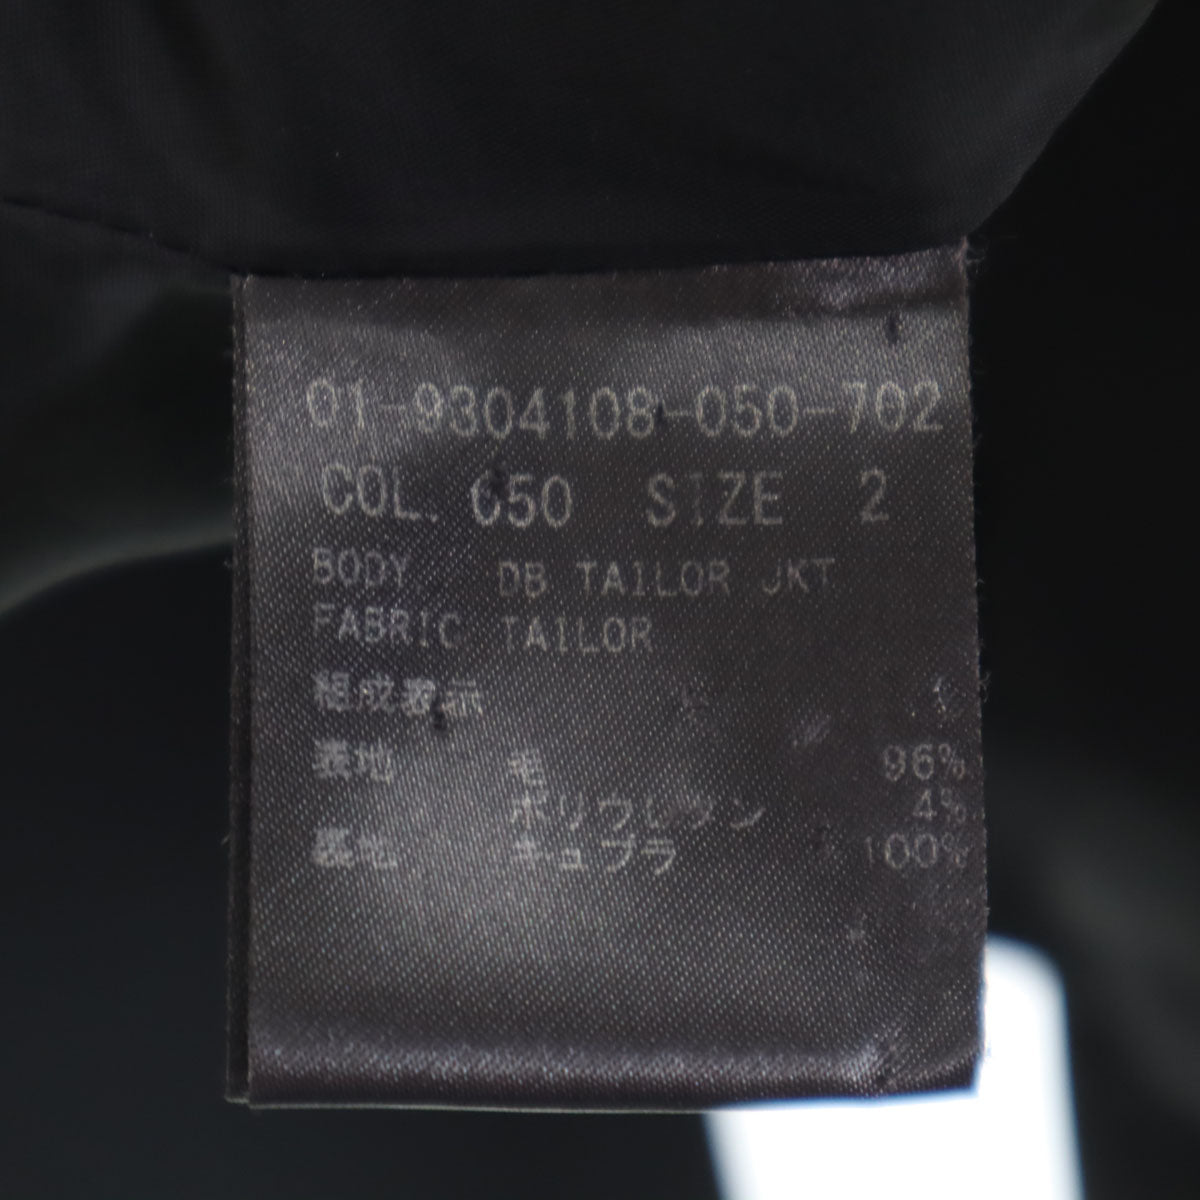 01-9304108-050-702
COL. 650 SIZE 2
BODY DB TAILOR JKT
FABRIC TAILOR
組成表示
表地 毛 96%
ポリウレタン 4%
裏地 キュプラ 100%